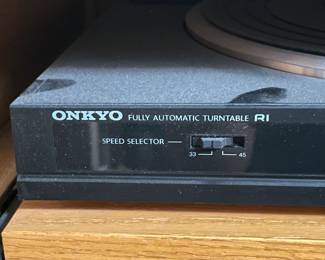 ONKYO FULLY AUTOMATIC TURNTABLE RI
SPEED SELECTOR
33 45